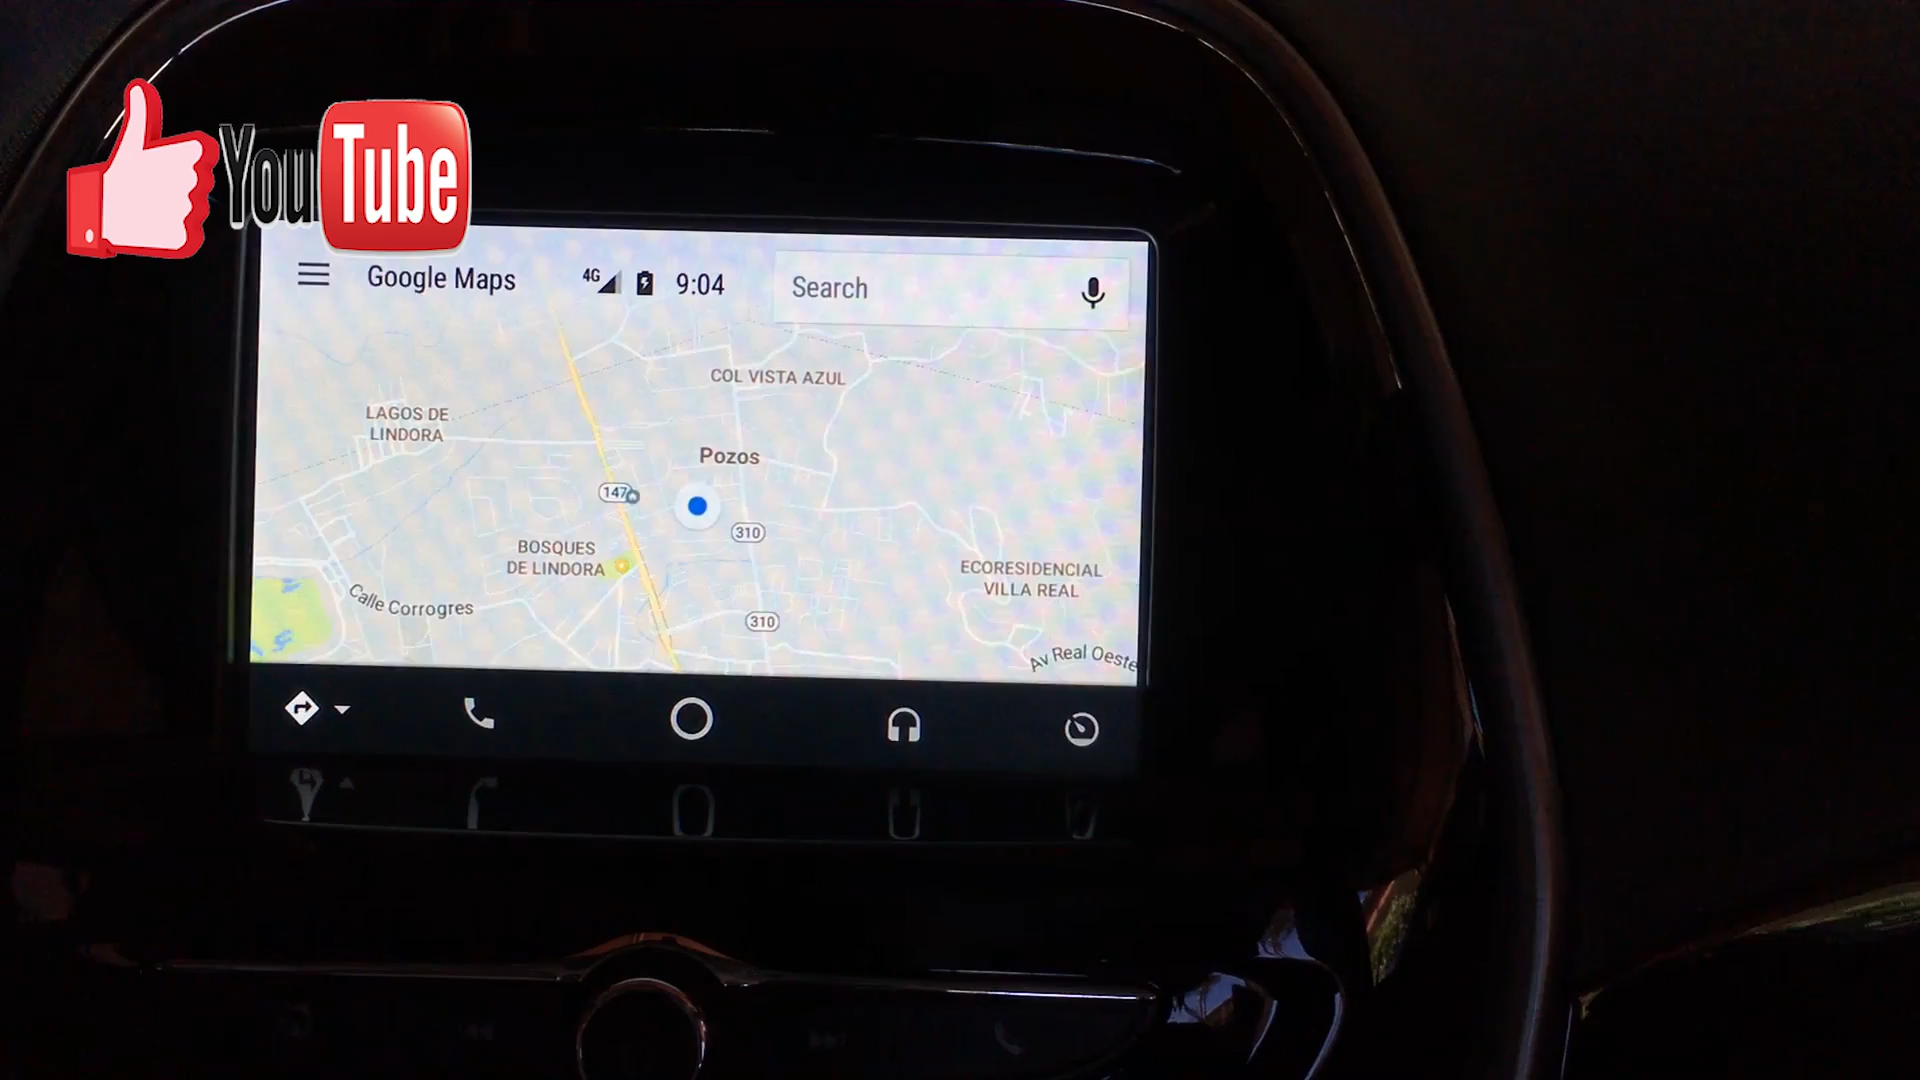 YouTube
Google Maps
4G
9:04
Search
COL VISTA AZUL
LAGOS DE
LINDORA
Pozos
147
310
BOSQUES
DE LINDORA
ECORESIDENCIAL
VILLA REAL
Calle Corrogres
310
Av Real Oeste